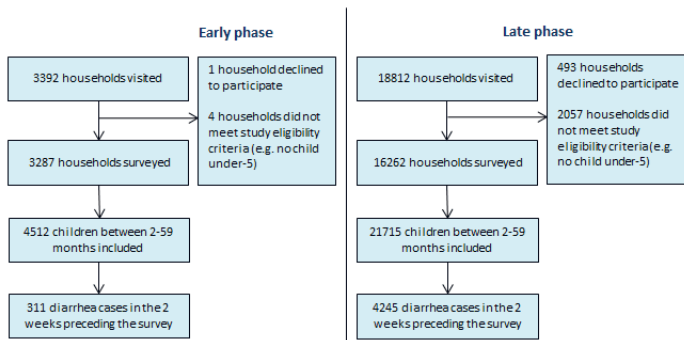 Early phase
3392 households visited
1 household declined
to participate
4 households did not
meet study eligibility
criteria (e.g. no child
under-5)
3287 households surveyed
4512 children between 2-59
months included
311 diarrhea cases in the 2
weeks preceding the survey
Late phase
18812 households visited
493 households
declined to participate
2057 households did
not meet study
eligibility criteria (e.g.
no child under-5)
16262 households surveyed
21715 children between 2-59
months included
4245 diarrhea cases in the 2
weeks preceding the survey